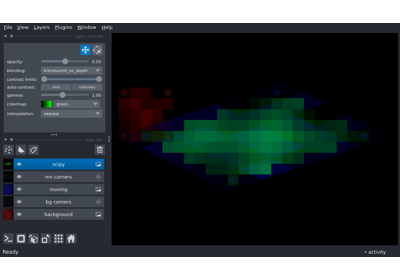 File View Layers Plugins Window Help
opacity: 0.50
blending: translucent_no_depth
contrast limits:
auto-contrast: once continuous
gamma: 1.00
colormap: green
interpolation: nearest
scipy
mv corners
moving
bg corners
background
Ready
activity